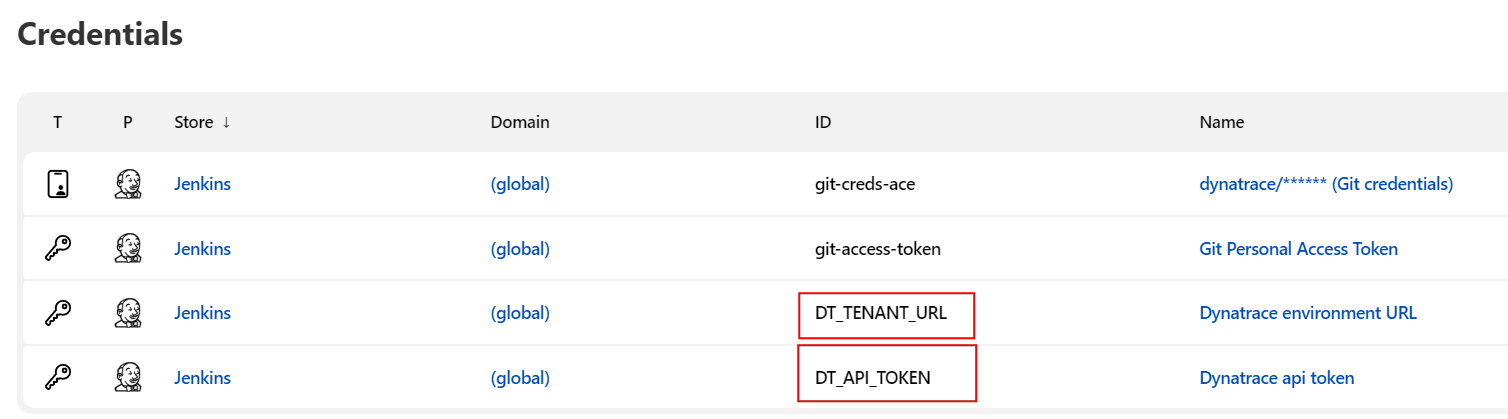 Credentials
T P Store ↓ Domain ID Name
Jenkins (global) git-creds-ace dynatrace/****** (Git credentials)
Jenkins (global) git-access-token Git Personal Access Token
Jenkins (global) DT_TENANT_URL Dynatrace environment URL
Jenkins (global) DT_API_TOKEN Dynatrace api token